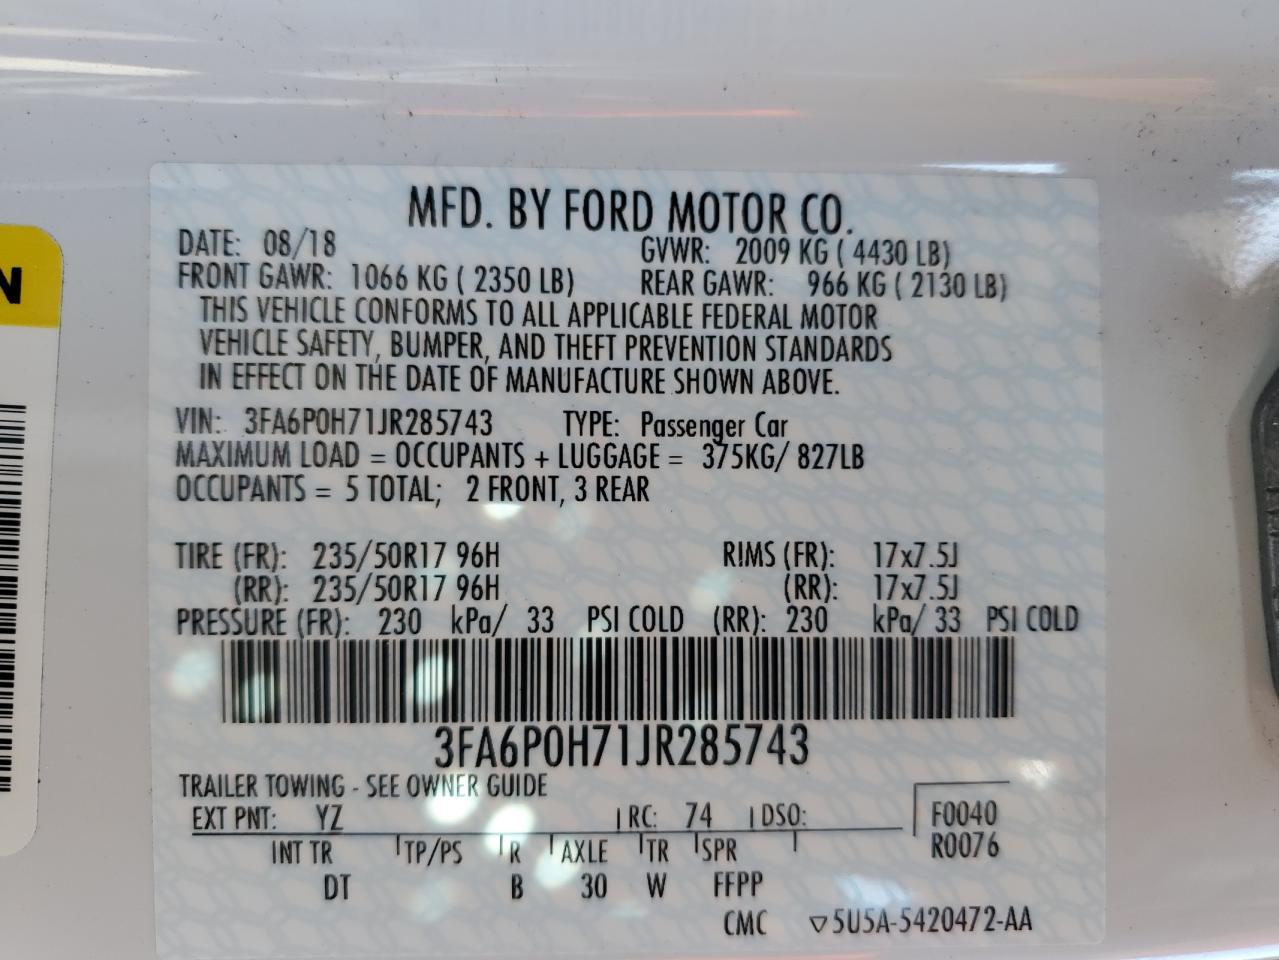 MFD. BY FORD MOTOR CO.
DATE: 08/18 GVWR: 2009 KG ( 4430 LB)
FRONT GAWR: 1066 KG ( 2350 LB) REAR GAWR: 966 KG ( 2130 LB)
THIS VEHICLE CONFORMS TO ALL APPLICABLE FEDERAL MOTOR
VEHICLE SAFETY, BUMPER, AND THEFT PREVENTION STANDARDS
IN EFFECT ON THE DATE OF MANUFACTURE SHOWN ABOVE.
VIN: 3FA6P0H71JR285743 TYPE: Passenger Car
MAXIMUM LOAD = OCCUPANTS + LUGGAGE = 375KG/ 827LB
OCCUPANTS = 5 TOTAL; 2 FRONT, 3 REAR
TIRE (FR): 235/50R17 96H RIMS (FR): 17x7.5J
(RR): 235/50R17 96H (RR): 17x7.5J
PRESSURE (FR): 230 kPa/ 33 PSI COLD (RR): 230 kPa/ 33 PSI COLD
3FA6P0H71JR285743
TRAILER TOWING - SEE OWNER GUIDE
EXT PNT: YZ RC: 74 DSO: F0040
R0076
INT TR TP/PS R AXLE TR SPR
DT B 30 W FFPP
CMC ▽5U5A-5420472-AA
N